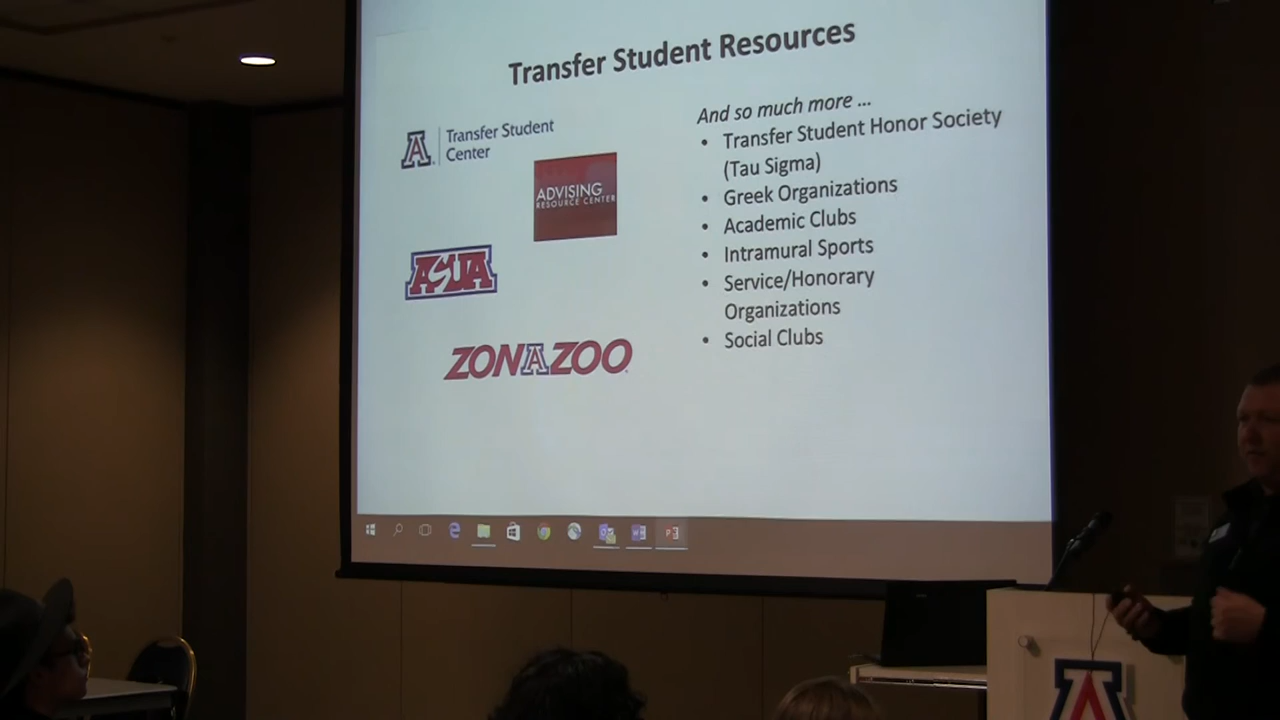 Transfer Student Resources
A Transfer Student
Center
ADVISING
RESOURCE CENTER
ASUA
ZONAZOO
And so much more ...
• Transfer Student Honor Society
(Tau Sigma)
• Greek Organizations
• Academic Clubs
• Intramural Sports
• Service/Honorary
Organizations
• Social Clubs
A